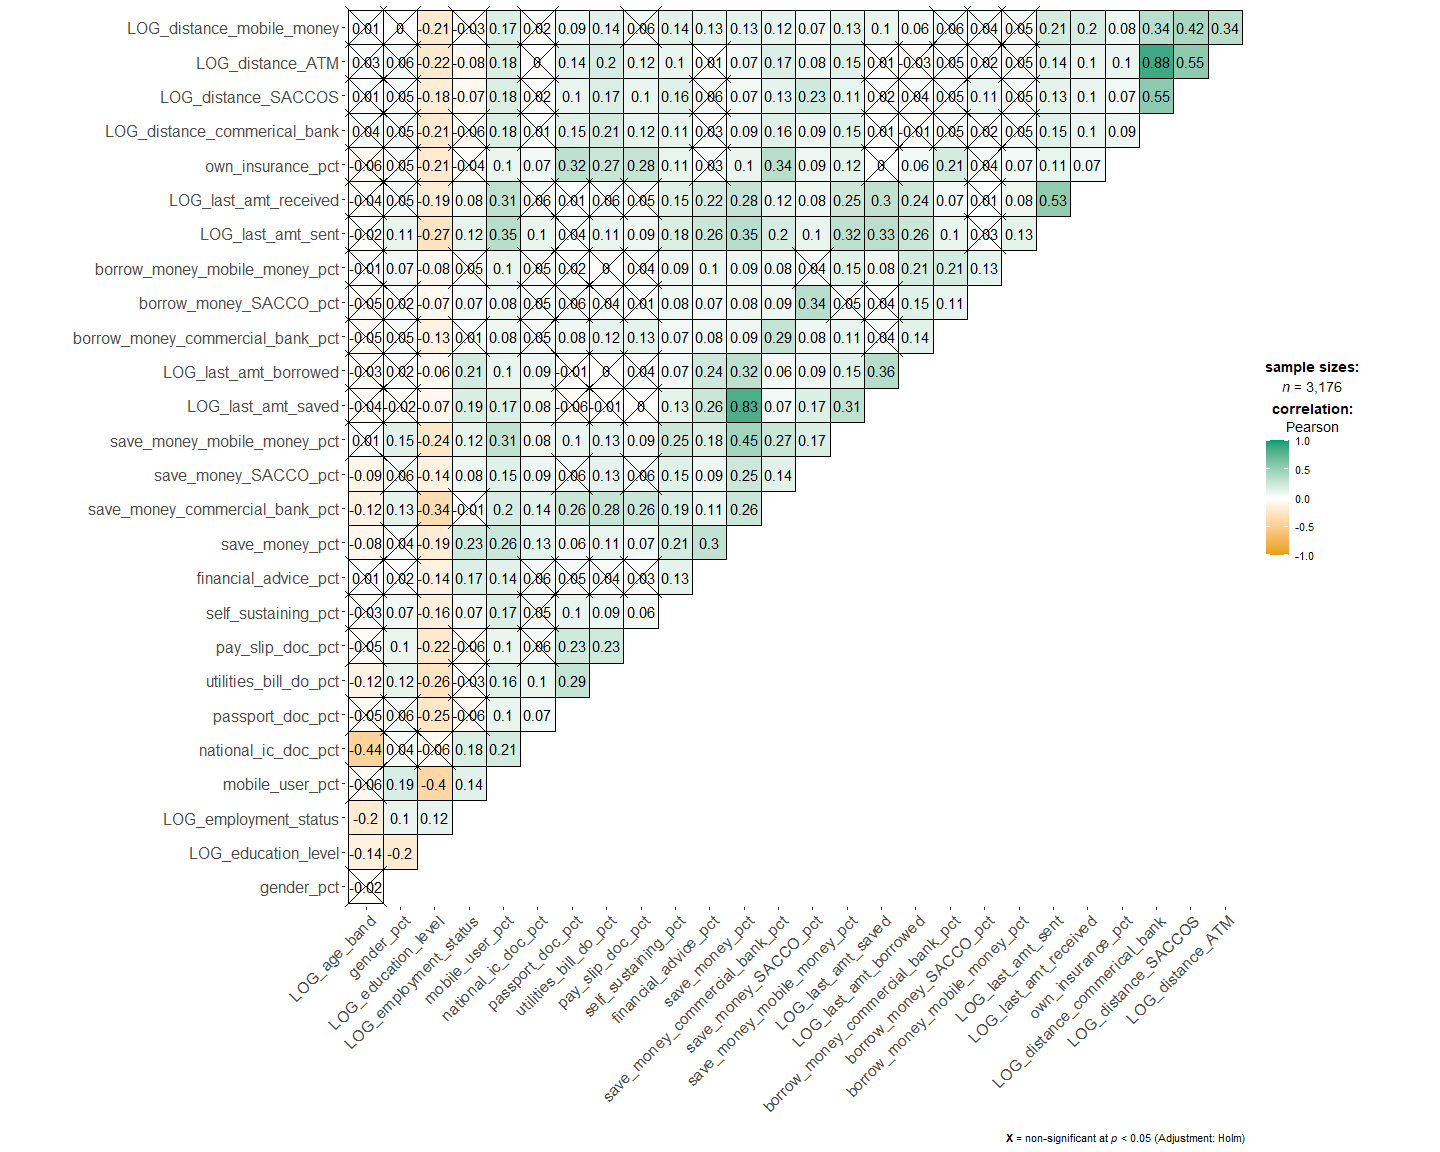 LOG_distance_mobile_money 0.01 0 -0.21 -0.03 0.17 0.02 0.09 0.14 0.06 0.14 0.13 0.13 0.12 0.07 0.13 0.1 0.06 0.06 0.04 0.05 0.21 0.2 0.08 0.34 0.42 0.34
LOG_distance_ATM 0.03 0.06 -0.22 -0.08 0.18 0 0.14 0.2 0.12 0.1 0.01 0.07 0.17 0.08 0.15 0.01 -0.03 0.05 0.02 0.05 0.14 0.1 0.1 0.88 0.55
LOG_distance_SACCOS 0.01 0.05 -0.18 -0.07 0.18 0.02 0.1 0.17 0.1 0.16 0.06 0.07 0.13 0.23 0.11 0.02 0.04 0.05 0.11 0.05 0.13 0.1 0.07 0.55
LOG_distance_commerical_bank 0.04 0.05 -0.21 -0.06 0.18 0.01 0.15 0.21 0.12 0.11 0.03 0.09 0.16 0.09 0.15 0.01 -0.01 0.05 0.02 0.05 0.15 0.1 0.09
own_insurance_pct -0.06 0.05 -0.21 -0.04 0.1 0.07 0.32 0.27 0.28 0.11 0.03 0.1 0.34 0.09 0.12 0 0.06 0.21 0.04 0.07 0.11 0.07
LOG_last_amt_received -0.04 0.05 -0.19 0.08 0.31 0.06 0.01 0.06 0.05 0.15 0.22 0.28 0.12 0.08 0.25 0.3 0.24 0.07 0.01 0.08 0.53
LOG_last_amt_sent -0.02 0.11 -0.27 0.12 0.35 0.1 0.04 0.11 0.09 0.18 0.26 0.35 0.2 0.1 0.32 0.33 0.26 0.1 0.03 0.13
borrow_money_mobile_money_pct -0.01 0.07 -0.08 0.05 0.1 0.05 0.02 0 0.04 0.09 0.1 0.09 0.08 0.04 0.15 0.08 0.21 0.21 0.13
borrow_money_SACCO_pct -0.05 0.02 -0.07 0.07 0.08 0.05 0.06 0.04 0.01 0.08 0.07 0.08 0.09 0.34 0.05 0.04 0.15 0.11
borrow_money_commercial_bank_pct -0.05 0.05 -0.13 0.01 0.08 0.05 0.08 0.12 0.13 0.07 0.08 0.09 0.29 0.08 0.11 0.04 0.14
LOG_last_amt_borrowed -0.03 0.02 -0.06 0.21 0.1 0.09 -0.01 0 0.04 0.07 0.24 0.32 0.06 0.09 0.15 0.36
LOG_last_amt_saved -0.04 -0.02 -0.07 0.19 0.17 0.08 -0.06 -0.01 0 0.13 0.26 0.83 0.07 0.17 0.31
save_money_mobile_money_pct 0.01 0.15 -0.24 0.12 0.31 0.08 0.1 0.13 0.09 0.25 0.18 0.45 0.27 0.17
save_money_SACCO_pct -0.09 0.06 -0.14 0.08 0.15 0.09 0.06 0.13 0.06 0.15 0.09 0.25 0.14
save_money_commercial_bank_pct -0.12 0.13 -0.34 -0.01 0.2 0.14 0.26 0.28 0.26 0.19 0.11 0.26
save_money_pct -0.08 0.04 -0.19 0.23 0.26 0.13 0.06 0.11 0.07 0.21 0.3
financial_advice_pct 0.01 0.02 -0.14 0.17 0.14 0.06 0.05 0.04 0.03 0.13
self_sustaining_pct -0.03 0.07 -0.16 0.07 0.17 0.05 0.1 0.09 0.06
pay_slip_doc_pct -0.05 0.1 -0.22 -0.06 0.1 0.06 0.23 0.23
utilities_bill_do_pct -0.12 0.12 -0.26 -0.03 0.16 0.1 0.29
passport_doc_pct -0.05 0.06 -0.25 -0.06 0.1 0.07
national_ic_doc_pct -0.44 0.04 -0.06 0.18 0.21
mobile_user_pct -0.06 0.19 -0.4 0.14
LOG_employment_status -0.2 0.1 0.12
LOG_education_level -0.14 -0.2
gender_pct -0.02
LOG_age_band
gender_pct
LOG_education_level
LOG_employment_status
mobile_user_pct
national_ic_doc_pct
passport_doc_pct
utilities_bill_do_pct
pay_slip_doc_pct
self_sustaining_pct
financial_advice_pct
save_money_pct
save_money_commercial_bank_pct
save_money_SACCO_pct
save_money_mobile_money_pct
LOG_last_amt_saved
LOG_last_amt_borrowed
borrow_money_commercial_bank_pct
borrow_money_SACCO_pct
borrow_money_mobile_money_pct
LOG_last_amt_sent
LOG_last_amt_received
own_insurance_pct
LOG_distance_commerical_bank
LOG_distance_SACCOS
LOG_distance_ATM
sample sizes:
n = 3,176
correlation:
Pearson
1.0
0.5
0.0
-0.5
-1.0
X = non-significant at p < 0.05 (Adjustment: Holm)